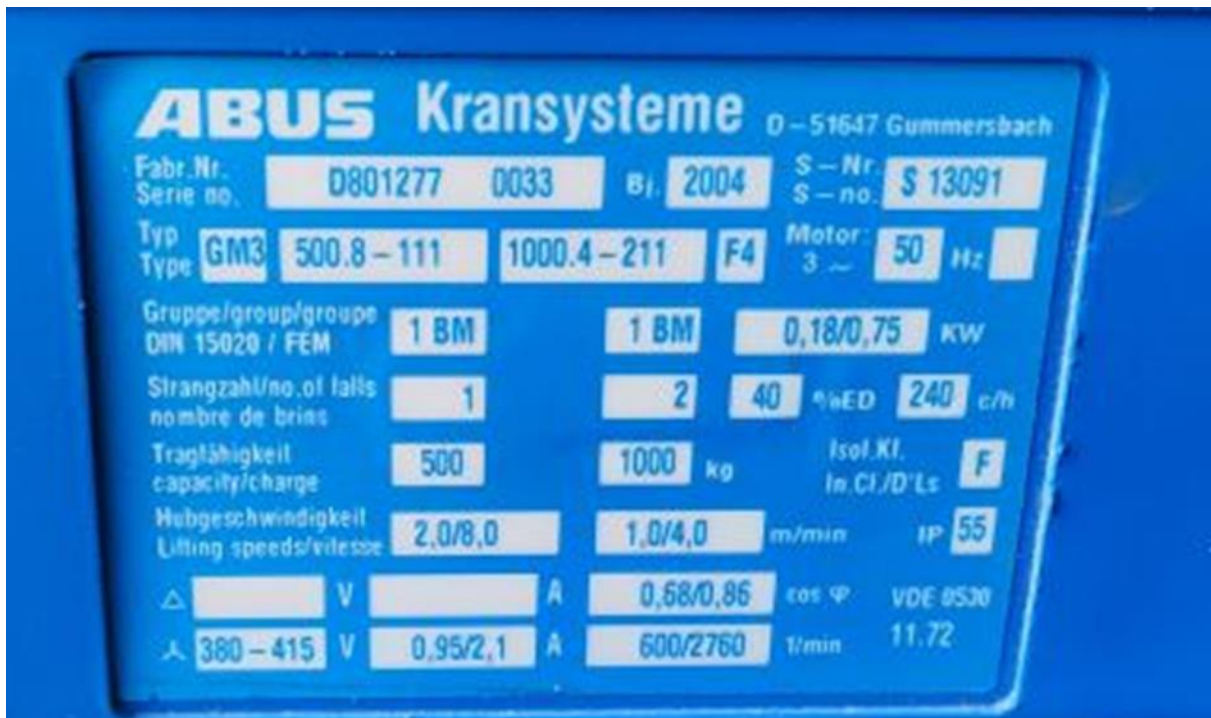 ABUS Kransysteme D-51647 Gummersbach
Fabr.Nr. Serie no. D801277 0033 Bj. 2004 S-Nr. S-no. S 13091
Typ Type GM3 500.8-111 1000.4-211 F4 Motor: 3 ~ 50 Hz
Gruppe/group/groupe
DIN 15020 / FEM 1 BM 1 BM 0,18/0,75 KW
Strangzahl/no.of falls
nombre de brins 1 2 40 %ED 240 c/h
Tragfähigkeit
capacity/charge 500 1000 kg Isol.Kl. In.Cl./D'Ls F
Hubgeschwindigkeit
Lifting speeds/vitesse 2,0/8,0 1,0/4,0 m/min IP 55
△ V A 0,68/0,86 cos φ VDE 0530
人 380-415 V 0,95/2,1 A 600/2760 1/min 11.72